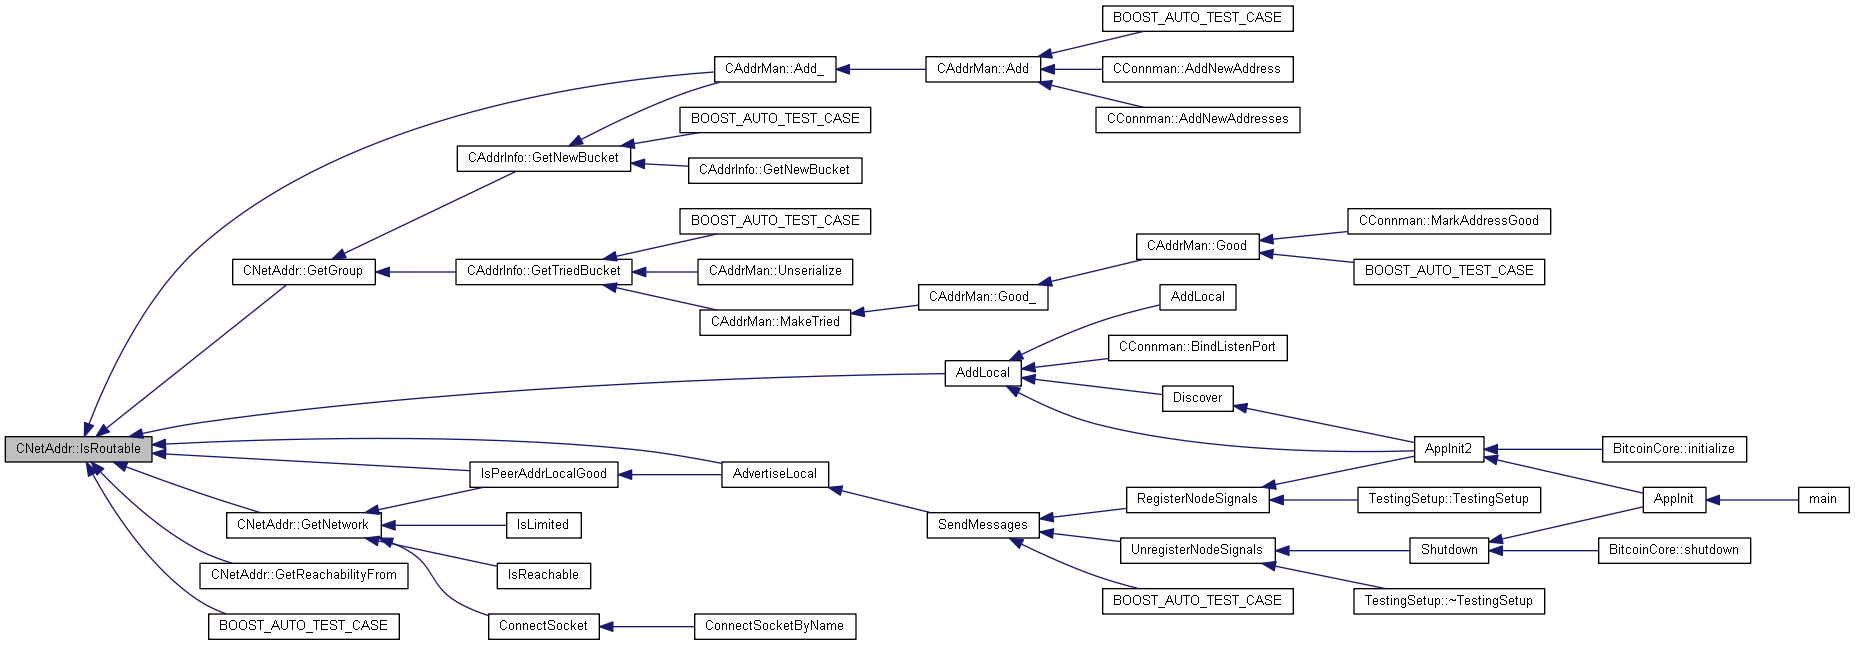 BOOST_AUTO_TEST_CASE
CAddrMan::Add_
CAddrMan::Add
CConnman::AddNewAddress
BOOST_AUTO_TEST_CASE
CConnman::AddNewAddresses
CAddrInfo::GetNewBucket
CAddrInfo::GetNewBucket
BOOST_AUTO_TEST_CASE
CConnman::MarkAddressGood
CAddrMan::Good
CNetAddr::GetGroup
CAddrInfo::GetTriedBucket
CAddrMan::Unserialize
BOOST_AUTO_TEST_CASE
CAddrMan::Good_
AddLocal
CAddrMan::MakeTried
CConnman::BindListenPort
AddLocal
Discover
CNetAddr::IsRoutable
AppInit2
BitcoinCore::initialize
IsPeerAddrLocalGood
AdvertiseLocal
RegisterNodeSignals
TestingSetup::TestingSetup
AppInit
main
CNetAddr::GetNetwork
IsLimited
SendMessages
UnregisterNodeSignals
Shutdown
BitcoinCore::shutdown
CNetAddr::GetReachabilityFrom
IsReachable
BOOST_AUTO_TEST_CASE
TestingSetup::~TestingSetup
BOOST_AUTO_TEST_CASE
ConnectSocket
ConnectSocketByName